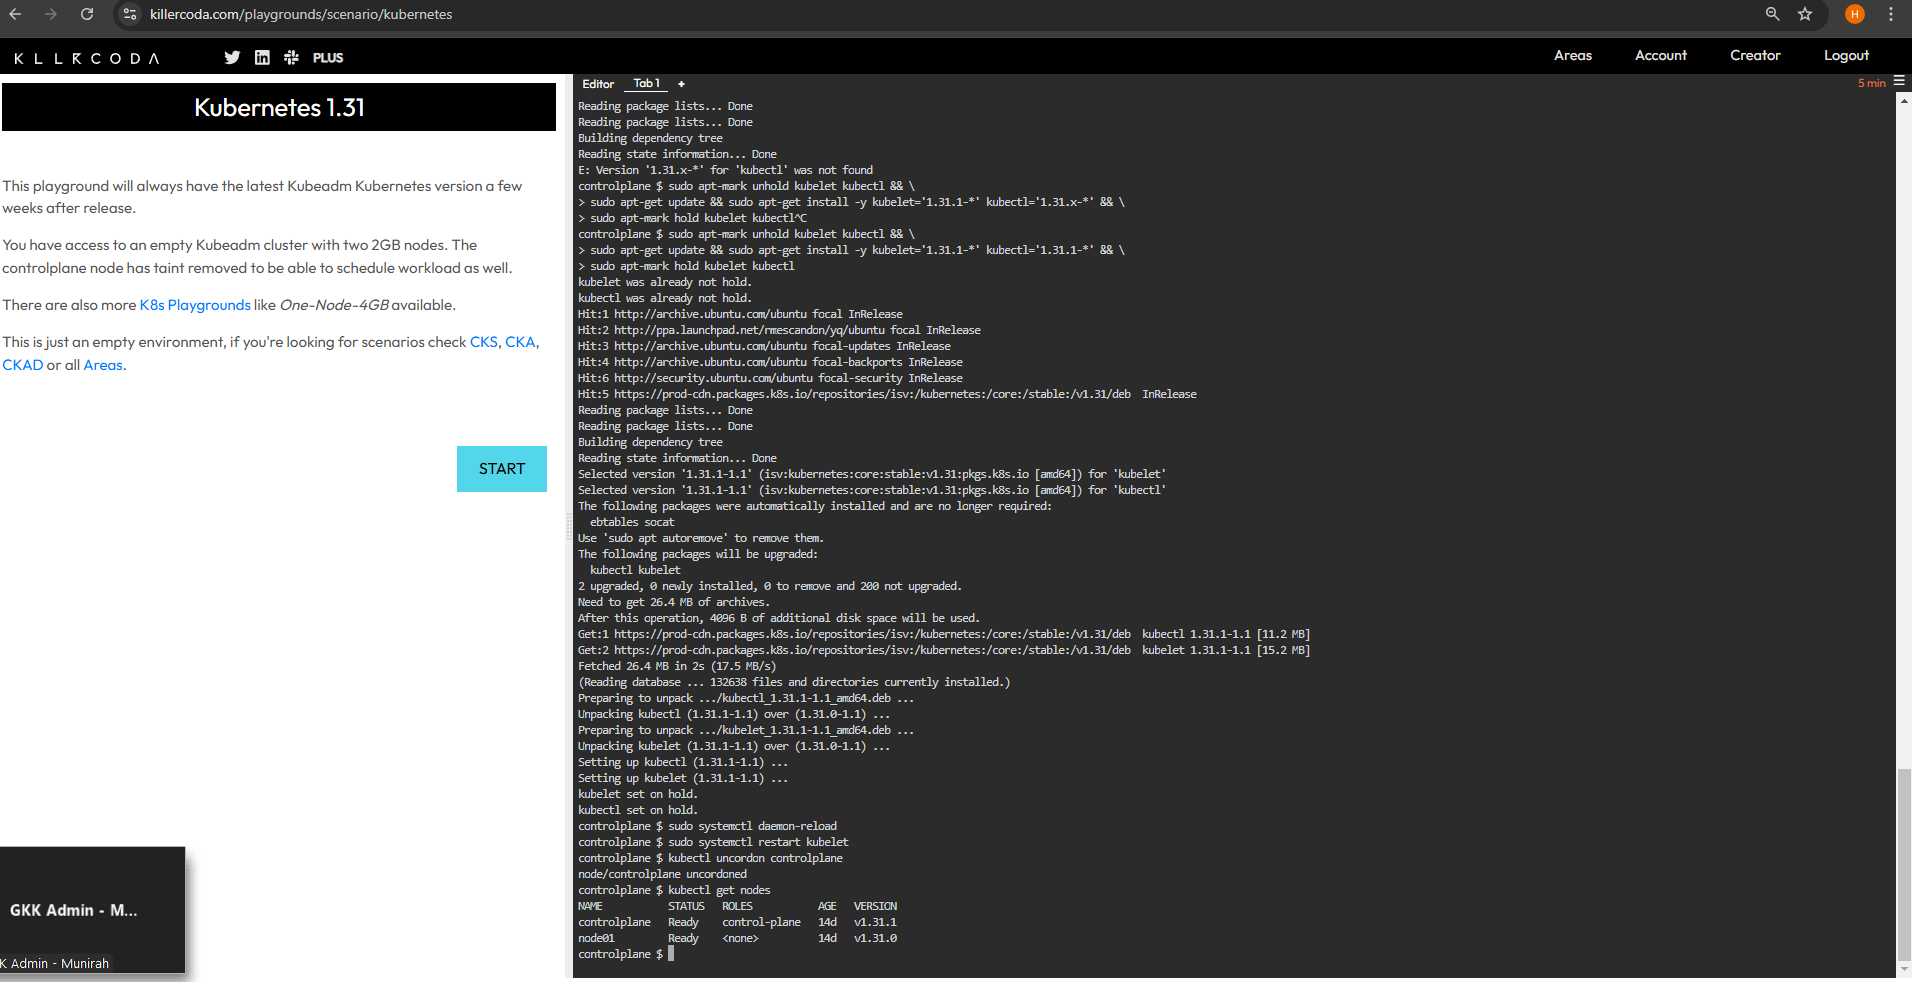 killercoda.com/playgrounds/scenario/kubernetes
H
KLLRCODA
PLUS
Areas
Account
Creator
Logout
Kubernetes 1.31
This playground will always have the latest Kubeadm Kubernetes version a few
weeks after release.
You have access to an empty Kubeadm cluster with two 2GB nodes. The
controlplane node has taint removed to be able to schedule workload as well.
There are also more K8s Playgrounds like One-Node-4GB available.
This is just an empty environment, if you're looking for scenarios check CKS, CKA,
CKAD or all Areas.
START
GKK Admin - M...
K Admin - Munirah
Editor
Tab 1
+
5 min
Reading package lists... Done
Reading package lists... Done
Building dependency tree
Reading state information... Done
E: Version '1.31.x-*' for 'kubectl' was not found
controlplane $ sudo apt-mark unhold kubelet kubectl && \
> sudo apt-get update && sudo apt-get install -y kubelet='1.31.1-*' kubectl='1.31.x-*' && \
> sudo apt-mark hold kubelet kubectl^C
controlplane $ sudo apt-mark unhold kubelet kubectl && \
> sudo apt-get update && sudo apt-get install -y kubelet='1.31.1-*' kubectl='1.31.1-*' && \
> sudo apt-mark hold kubelet kubectl
kubelet was already not hold.
kubectl was already not hold.
Hit:1 http://archive.ubuntu.com/ubuntu focal InRelease
Hit:2 http://ppa.launchpad.net/rmescandon/yq/ubuntu focal InRelease
Hit:3 http://archive.ubuntu.com/ubuntu focal-updates InRelease
Hit:4 http://archive.ubuntu.com/ubuntu focal-backports InRelease
Hit:6 http://security.ubuntu.com/ubuntu focal-security InRelease
Hit:5 https://prod-cdn.packages.k8s.io/repositories/isv:/kubernetes:/core:/stable:/v1.31/deb  InRelease
Reading package lists... Done
Reading package lists... Done
Building dependency tree
Reading state information... Done
Selected version '1.31.1-1.1' (isv:kubernetes:core:stable:v1.31:pkgs.k8s.io [amd64]) for 'kubelet'
Selected version '1.31.1-1.1' (isv:kubernetes:core:stable:v1.31:pkgs.k8s.io [amd64]) for 'kubectl'
The following packages were automatically installed and are no longer required:
  ebtables socat
Use 'sudo apt autoremove' to remove them.
The following packages will be upgraded:
  kubectl kubelet
2 upgraded, 0 newly installed, 0 to remove and 200 not upgraded.
Need to get 26.4 MB of archives.
After this operation, 4096 B of additional disk space will be used.
Get:1 https://prod-cdn.packages.k8s.io/repositories/isv:/kubernetes:/core:/stable:/v1.31/deb  kubectl 1.31.1-1.1 [11.2 MB]
Get:2 https://prod-cdn.packages.k8s.io/repositories/isv:/kubernetes:/core:/stable:/v1.31/deb  kubelet 1.31.1-1.1 [15.2 MB]
Fetched 26.4 MB in 2s (17.5 MB/s)
(Reading database ... 132638 files and directories currently installed.)
Preparing to unpack .../kubectl_1.31.1-1.1_amd64.deb ...
Unpacking kubectl (1.31.1-1.1) over (1.31.0-1.1) ...
Preparing to unpack .../kubelet_1.31.1-1.1_amd64.deb ...
Unpacking kubelet (1.31.1-1.1) over (1.31.0-1.1) ...
Setting up kubectl (1.31.1-1.1) ...
Setting up kubelet (1.31.1-1.1) ...
kubelet set on hold.
kubectl set on hold.
controlplane $ sudo systemctl daemon-reload
controlplane $ sudo systemctl restart kubelet
controlplane $ kubectl uncordon controlplane
node/controlplane uncordoned
controlplane $ kubectl get nodes
NAME           STATUS   ROLES           AGE   VERSION
controlplane   Ready    control-plane   14d   v1.31.1
node01         Ready    <none>          14d   v1.31.0
controlplane $